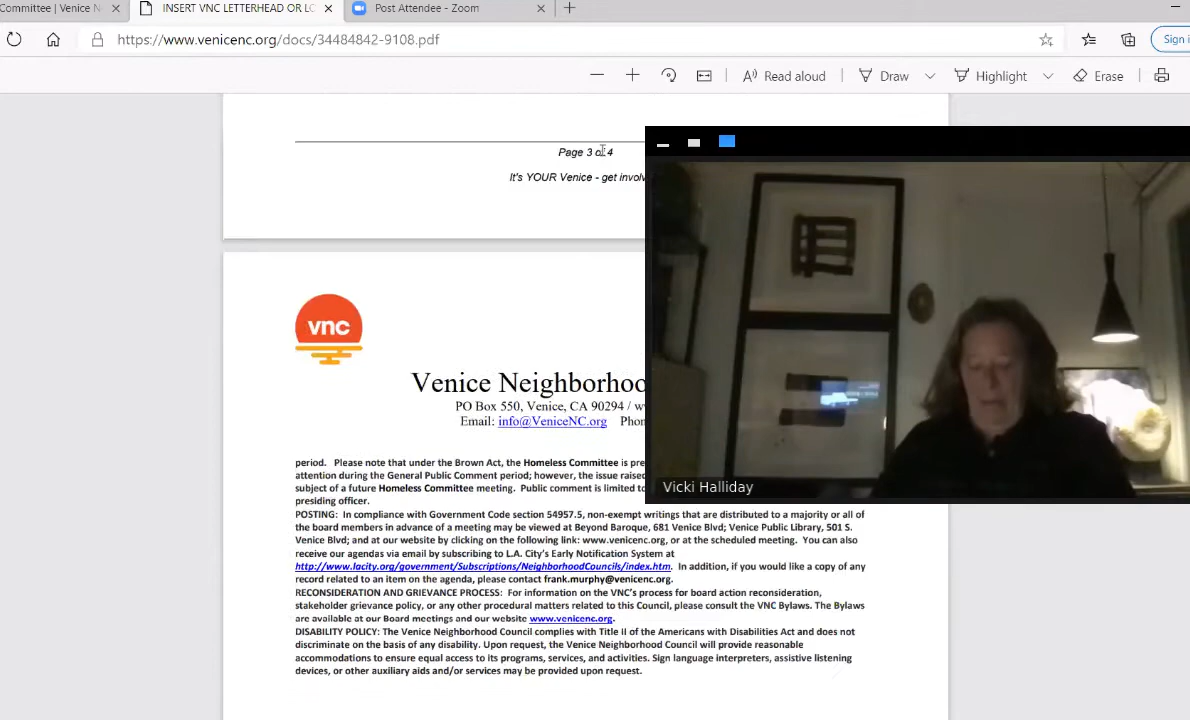 Committee | Venice N
INSERT VNC LETTERHEAD OR LC
Post Attendee - Zoom
https://www.venicenc.org/docs/34484842-9108.pdf
Sign i
Read aloud
Draw
Highlight
Erase
Page 3 of 4
It's YOUR Venice - get involv
vnc
Venice Neighborhoo
PO Box 550, Venice, CA 90294 / w
Email: info@VeniceNC.org Phon
Vicki Halliday
period. Please note that under the Brown Act, the Homeless Committee is pre
attention during the General Public Comment period; however, the issue raised
subject of a future Homeless Committee meeting. Public comment is limited to
presiding officer.
POSTING: In compliance with Government Code section 54957.5, non-exempt writings that are distributed to a majority or all of
the board members in advance of a meeting may be viewed at Beyond Baroque, 681 Venice Blvd; Venice Public Library, 501 S.
Venice Blvd; and at our website by clicking on the following link: www.venicenc.org, or at the scheduled meeting. You can also
receive our agendas via email by subscribing to L.A. City's Early Notification System at
http://www.lacity.org/government/Subscriptions/NeighborhoodCouncils/index.htm. In addition, if you would like a copy of any
record related to an item on the agenda, please contact frank.murphy@venicenc.org.
RECONSIDERATION AND GRIEVANCE PROCESS: For information on the VNC's process for board action reconsideration,
stakeholder grievance policy, or any other procedural matters related to this Council, please consult the VNC Bylaws. The Bylaws
are available at our Board meetings and our website www.venicenc.org.
DISABILITY POLICY: The Venice Neighborhood Council complies with Title II of the Americans with Disabilities Act and does not
discriminate on the basis of any disability. Upon request, the Venice Neighborhood Council will provide reasonable
accommodations to ensure equal access to its programs, services, and activities. Sign language interpreters, assistive listening
devices, or other auxiliary aids and/or services may be provided upon request.